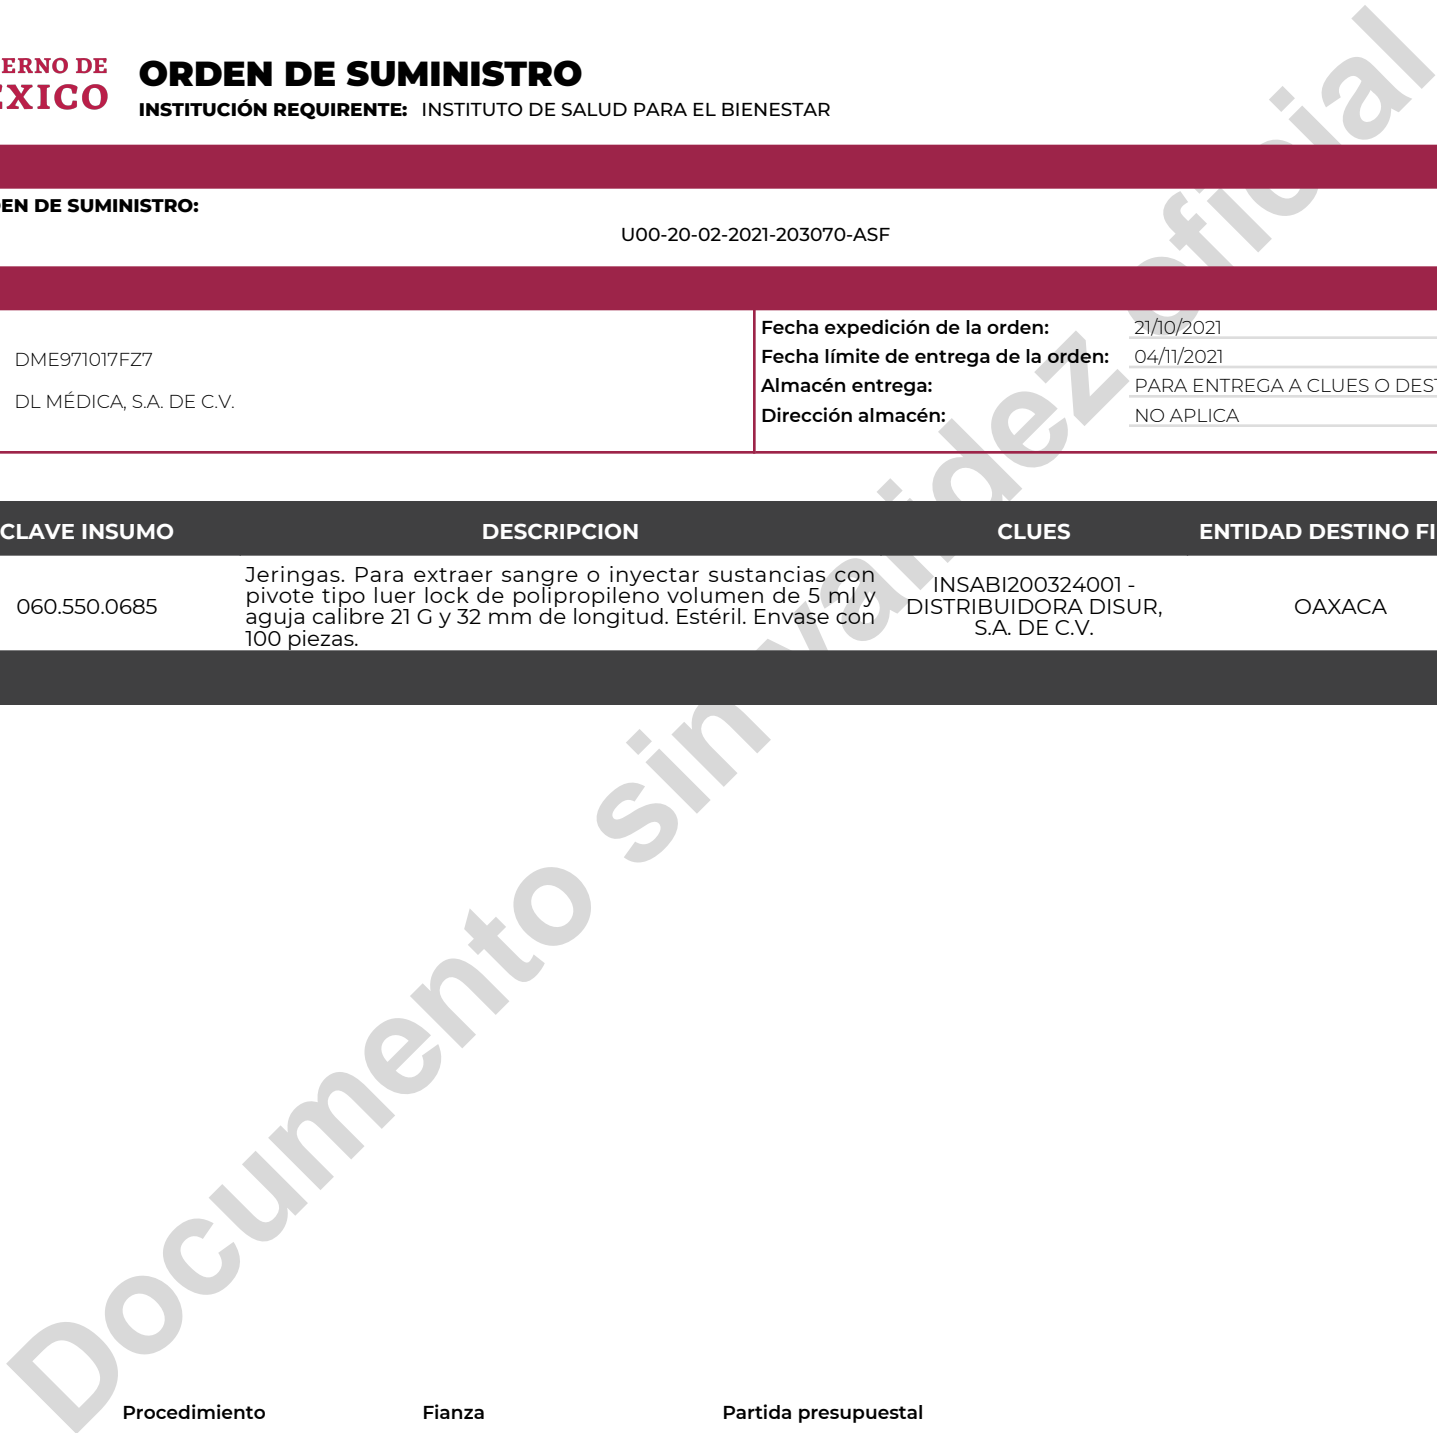 ERNO DE
ÉXICO
ORDEN DE SUMINISTRO
INSTITUCIÓN REQUIRENTE: INSTITUTO DE SALUD PARA EL BIENESTAR
EN DE SUMINISTRO:
U00-20-02-2021-203070-ASF
DME971017FZ7
DL MÉDICA, S.A. DE C.V.
Fecha expedición de la orden: 21/10/2021
Fecha límite de entrega de la orden: 04/11/2021
Almacén entrega: PARA ENTREGA A CLUES O DEST
Dirección almacén: NO APLICA
CLAVE INSUMO DESCRIPCION CLUES ENTIDAD DESTINO FI
060.550.0685
Jeringas. Para extraer sangre o inyectar sustancias con
pivote tipo luer lock de polipropileno volumen de 5 ml y
aguja calibre 21 G y 32 mm de longitud. Estéril. Envase con
100 piezas.
INSABI200324001 -
DISTRIBUIDORA DISUR,
S.A. DE C.V.
OAXACA
Documento sin validez oficial
Procedimiento Fianza Partida presupuestal